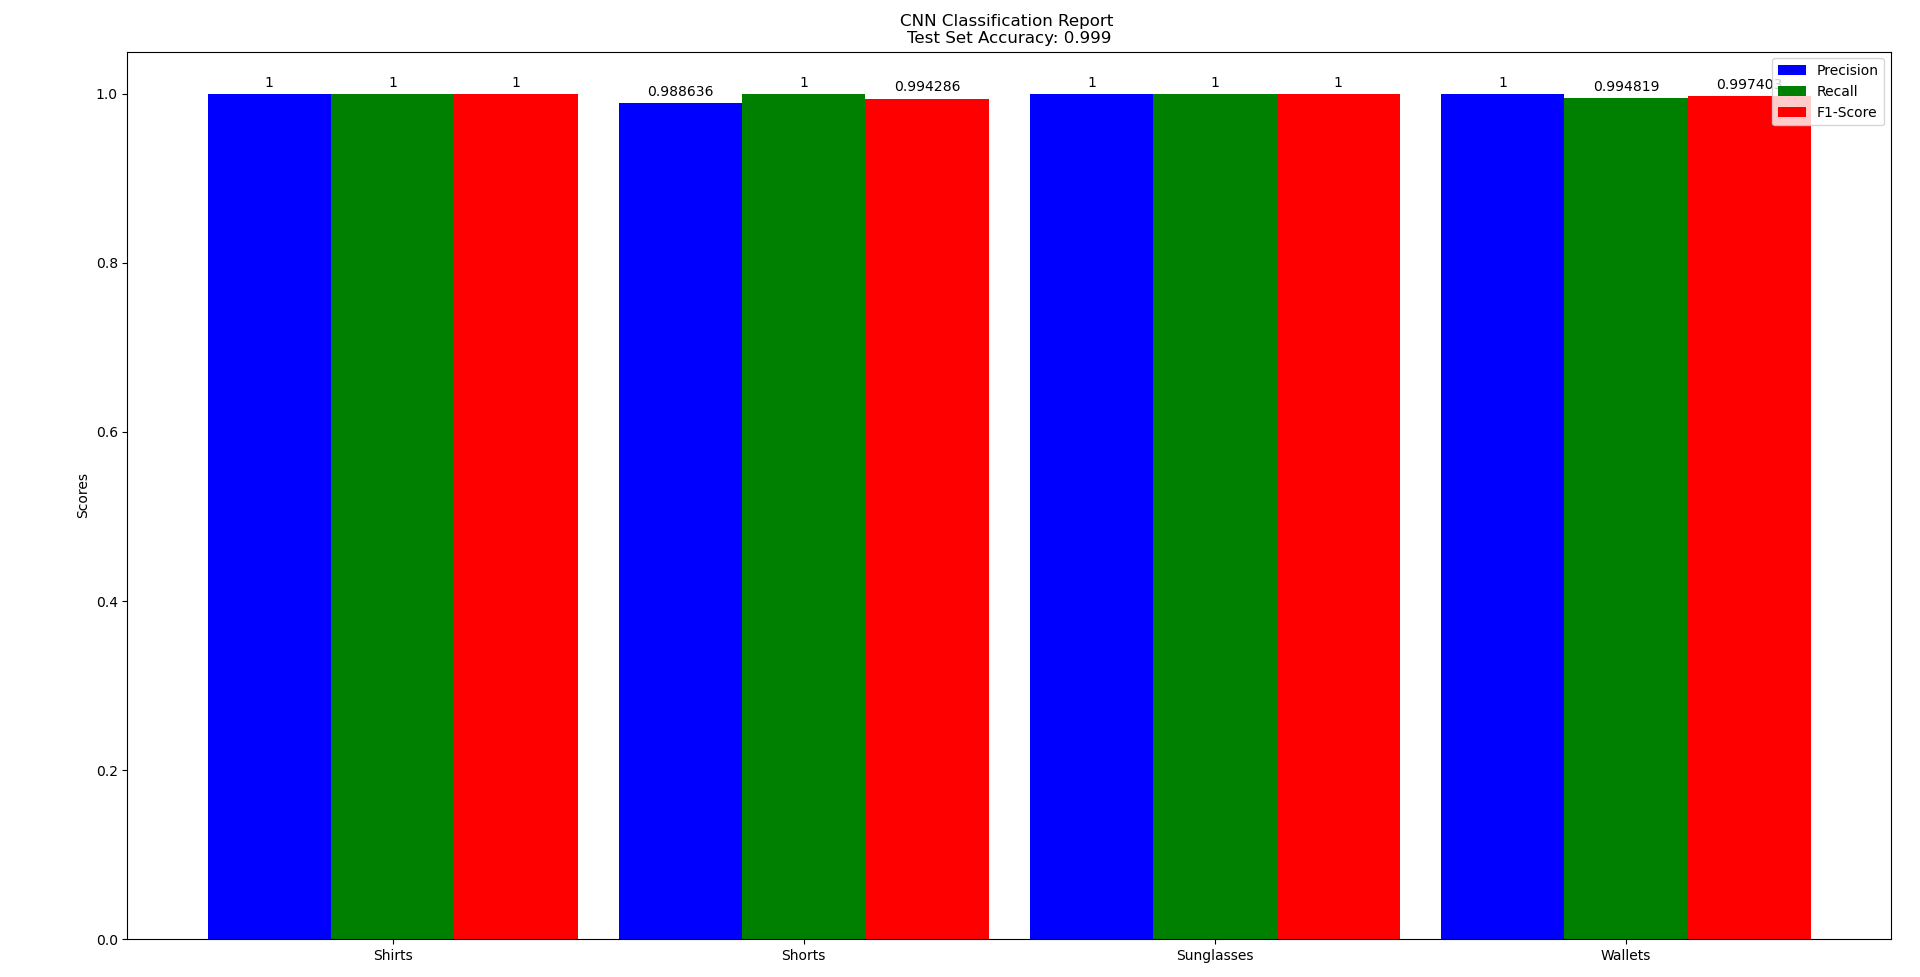 CNN Classification Report
Test Set Accuracy: 0.999
1 1 1 0.988636 1 0.994286 1 1 1 1 0.994819 0.997403
Precision
Recall
F1-Score
1.0
0.8
0.6
0.4
0.2
0.0
Scores
Shirts Shorts Sunglasses Wallets